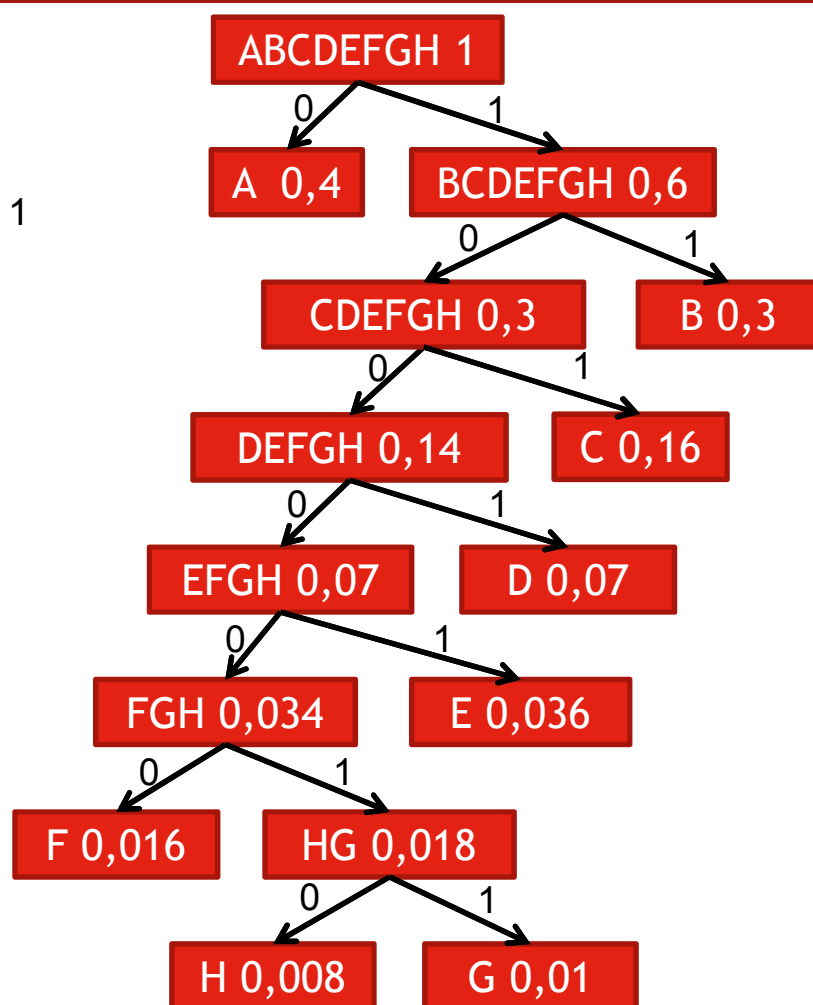 ABCDEFGH 1
0 1
A 0,4 BCDEFGH 0,6
1
0 1
CDEFGH 0,3 B 0,3
0 1
DEFGH 0,14 C 0,16
0 1
EFGH 0,07 D 0,07
0 1
FGH 0,034 E 0,036
0 1
F 0,016 HG 0,018
0 1
H 0,008 G 0,01